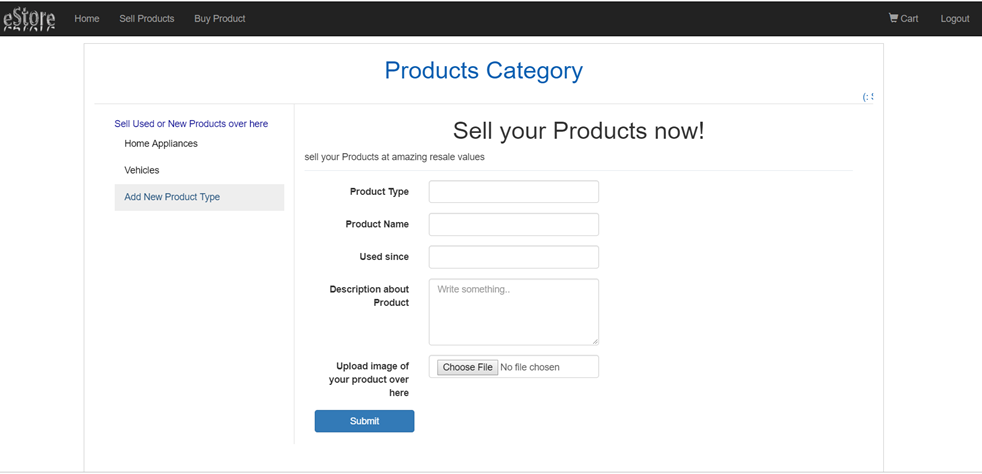 eStore Home Sell Products Buy Product Cart Logout
Products Category
(:
Sell Used or New Products over here
Home Appliances
Vehicles
Add New Product Type
Sell your Products now!
sell your Products at amazing resale values
Product Type
Product Name
Used since
Description about
Product
Write something..
Upload image of
your product over
here
Choose File No file chosen
Submit